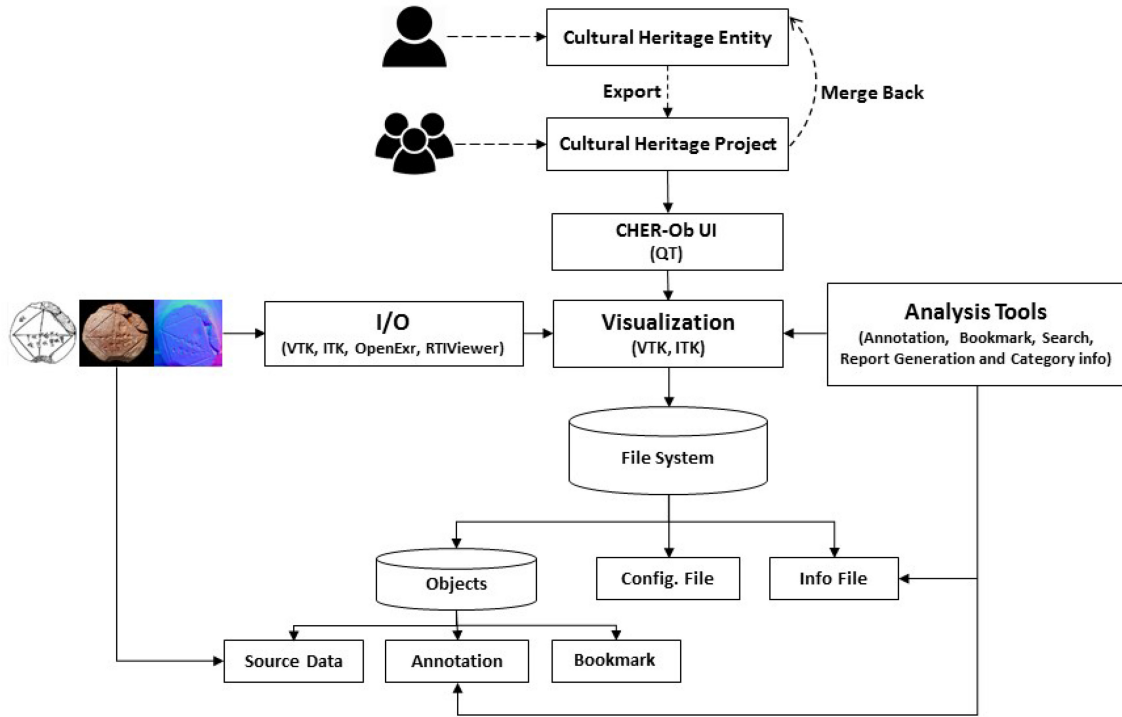 Cultural Heritage Entity
Export
Merge Back
Cultural Heritage Project
CHER-Ob UI
(QT)
I/O
(VTK, ITK, OpenExr, RTIViewer)
Visualization
(VTK, ITK)
Analysis Tools
(Annotation, Bookmark, Search,
Report Generation and Category info)
File System
Objects
Config. File
Info File
Source Data
Annotation
Bookmark